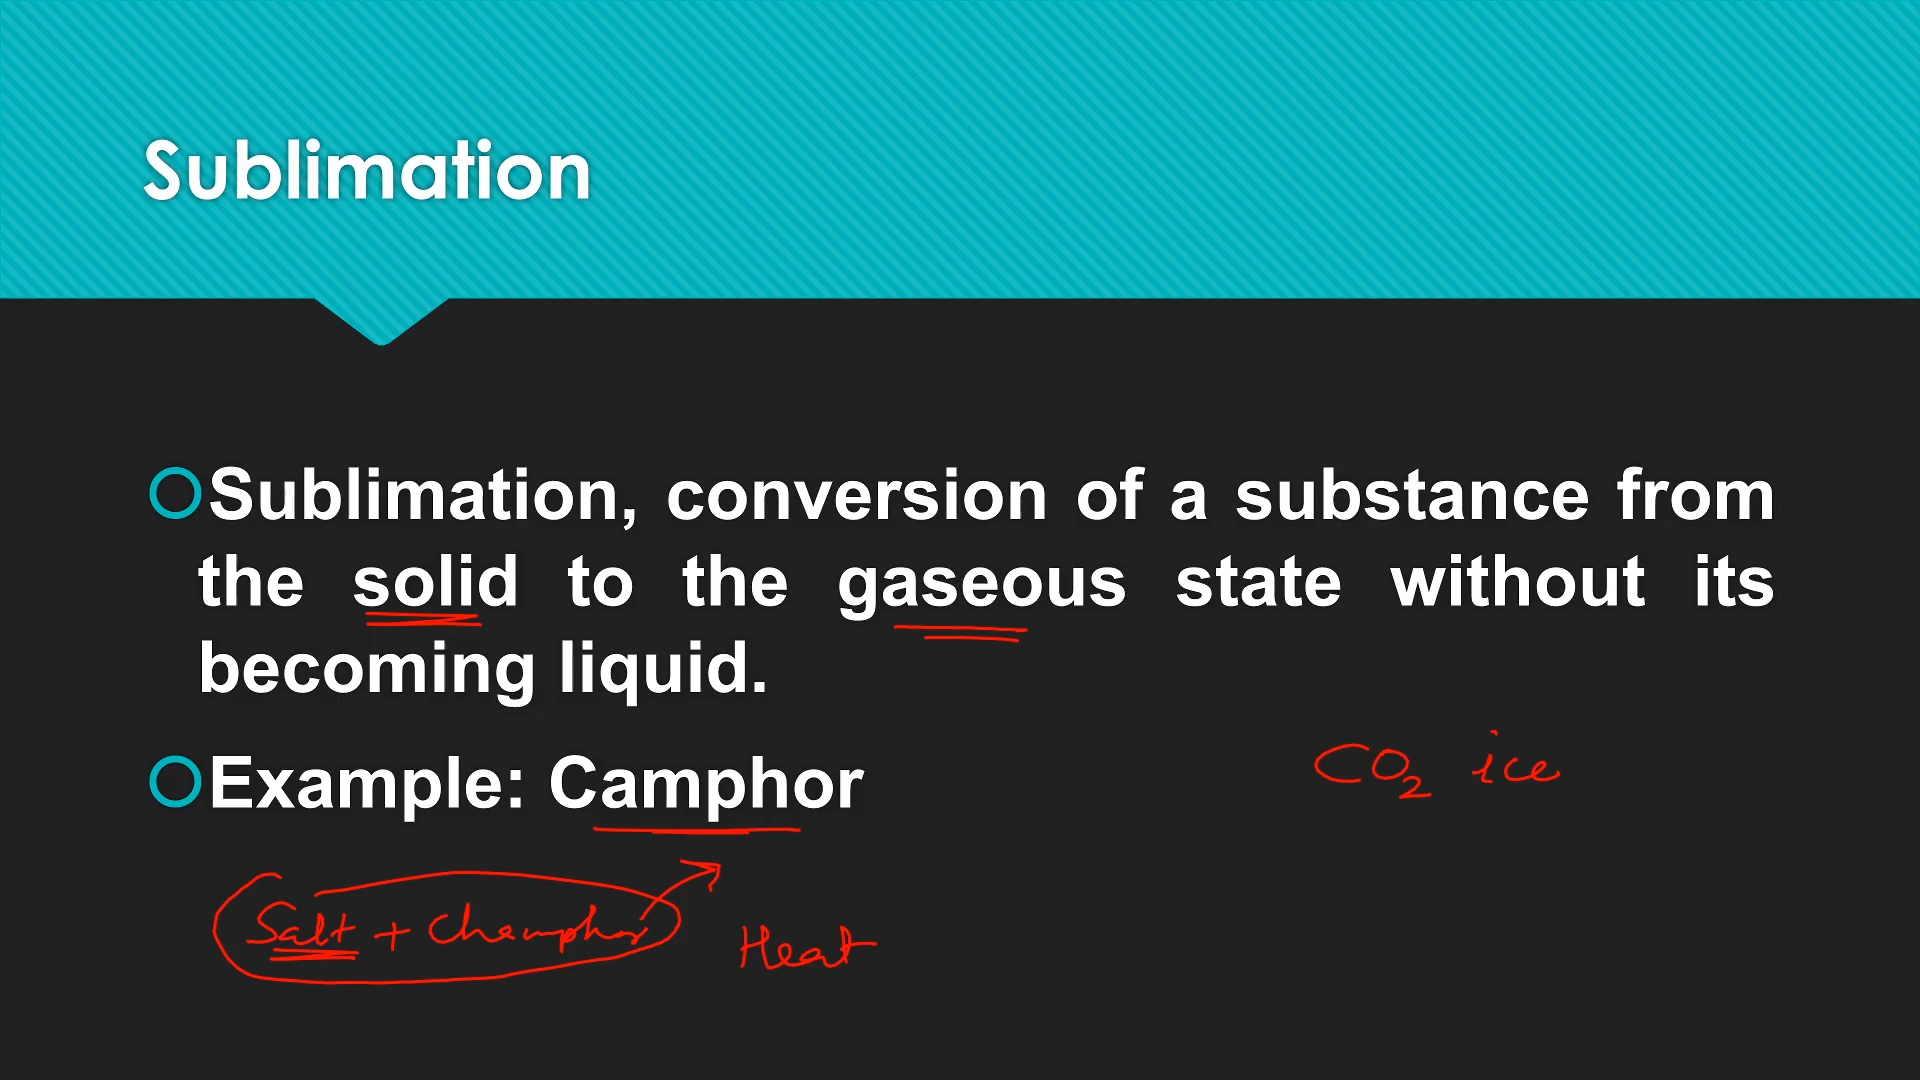 Sublimation
Sublimation, conversion of a substance from
the solid to the gaseous state without its
becoming liquid.
Example: Camphor
CO2 ice
Salt + Champhor
Heat